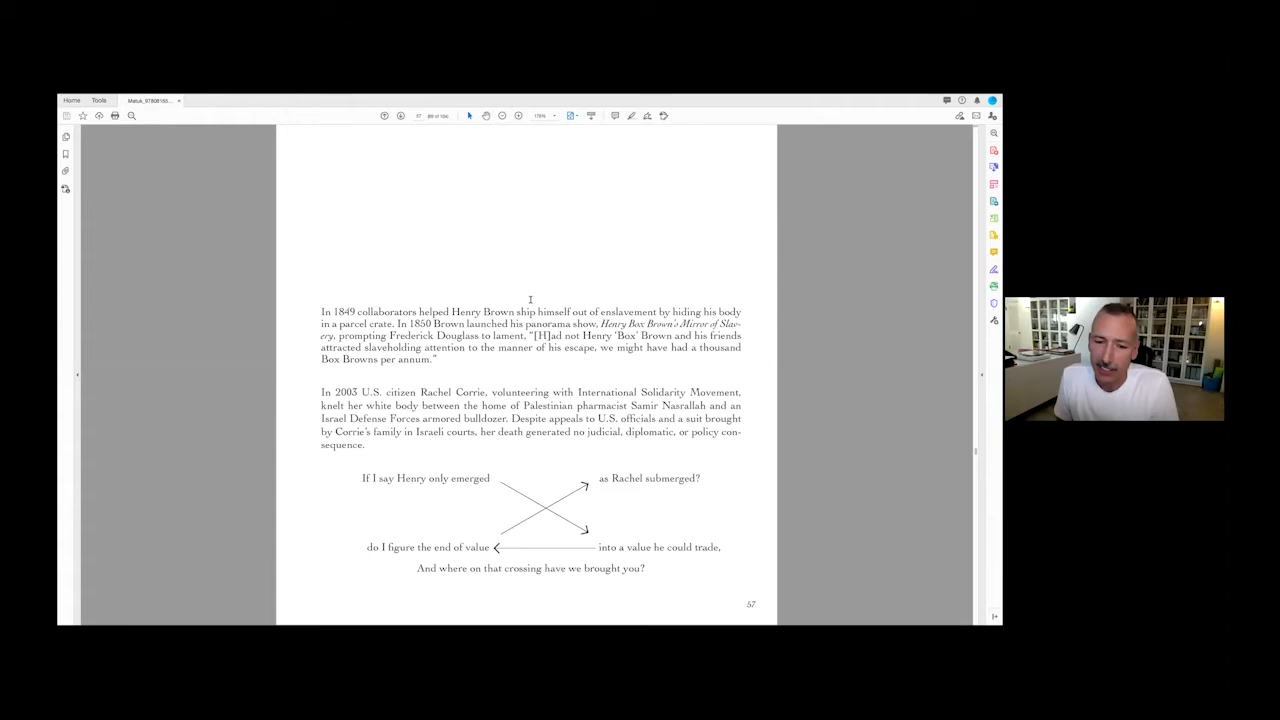 Home Tools Matuk_97808165... ×
57 (69 of 104) 176%
In 1849 collaborators helped Henry Brown ship himself out of enslavement by hiding his body
in a parcel crate. In 1850 Brown launched his panorama show, Henry Box Brown's Mirror of Slav-
ery, prompting Frederick Douglass to lament, "[H]ad not Henry 'Box' Brown and his friends
attracted slaveholding attention to the manner of his escape, we might have had a thousand
Box Browns per annum."
In 2003 U.S. citizen Rachel Corrie, volunteering with International Solidarity Movement,
knelt her white body between the home of Palestinian pharmacist Samir Nasrallah and an
Israel Defense Forces armored bulldozer. Despite appeals to U.S. officials and a suit brought
by Corrie's family in Israeli courts, her death generated no judicial, diplomatic, or policy con-
sequence.
If I say Henry only emerged as Rachel submerged?
do I figure the end of value into a value he could trade,
And where on that crossing have we brought you?
57